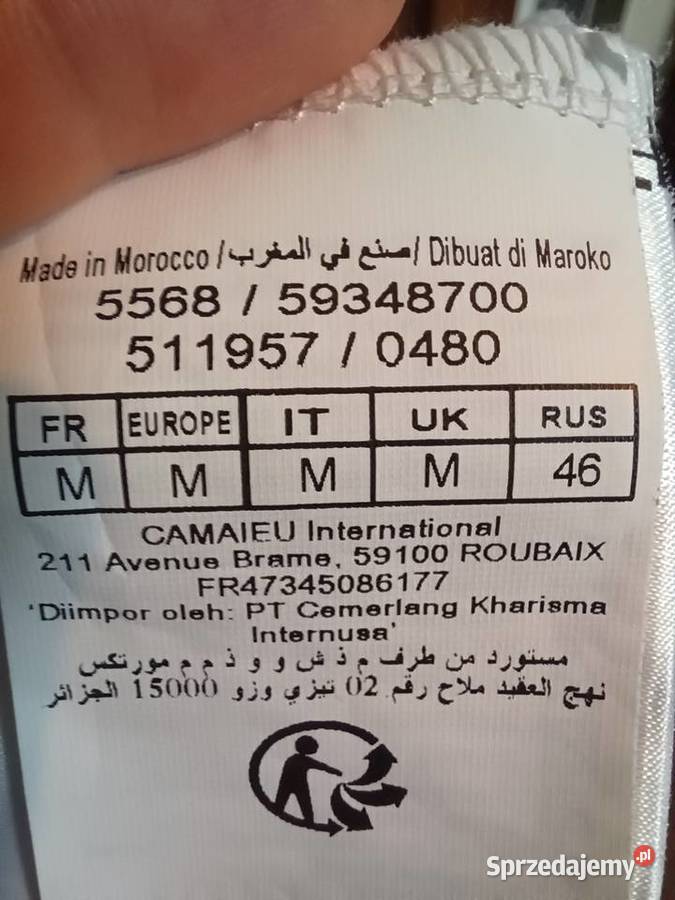 Made in Morocco / صنع في المغرب / Dibuat di Maroko
5568 / 59348700
511957 / 0480
FR EUROPE IT UK RUS
M M M M 46
CAMAIEU International
211 Avenue Brame, 59100 ROUBAIX
FR47345086177
'Diimpor oleh: PT Cemerlang Kharisma
Internusa'
مستورد من طرف م ذ ش و و ذ م م مورتكس
نهج العقيد ملاح رقم 02 تيزي وزو 15000 الجزائر
Sprzedajemy.pl